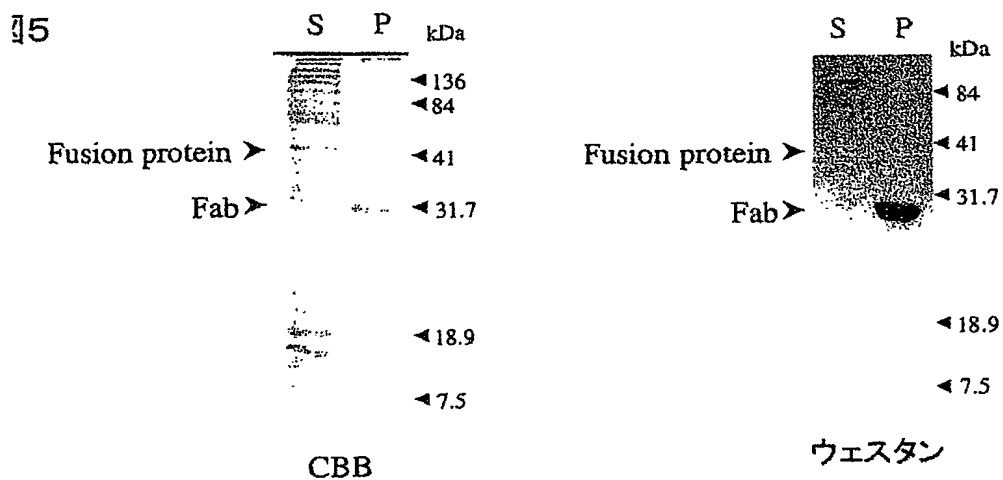 図5
S P kDa
136
84
Fusion protein
41
Fab
31.7
18.9
7.5
CBB
S P kDa
84
Fusion protein
41
Fab
31.7
18.9
7.5
ウェスタン